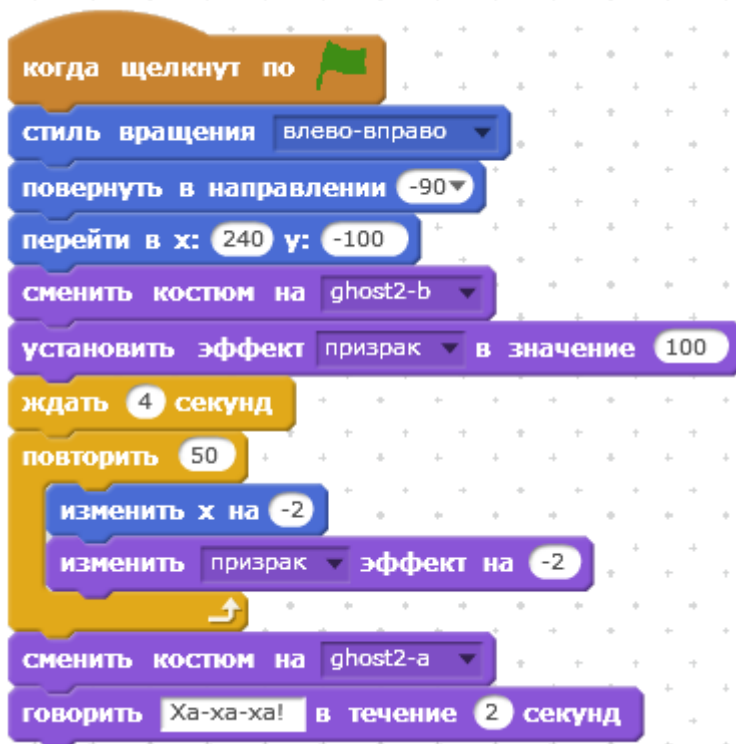 когда щелкнут по
стиль вращения влево-вправо
повернуть в направлении -90
перейти в x: 240 y: -100
сменить костюм на ghost2-b
установить эффект призрак в значение 100
ждать 4 секунд
повторить 50
изменить х на -2
изменить призрак эффект на -2
сменить костюм на ghost2-a
говорить Ха-ха-ха! в течение 2 секунд